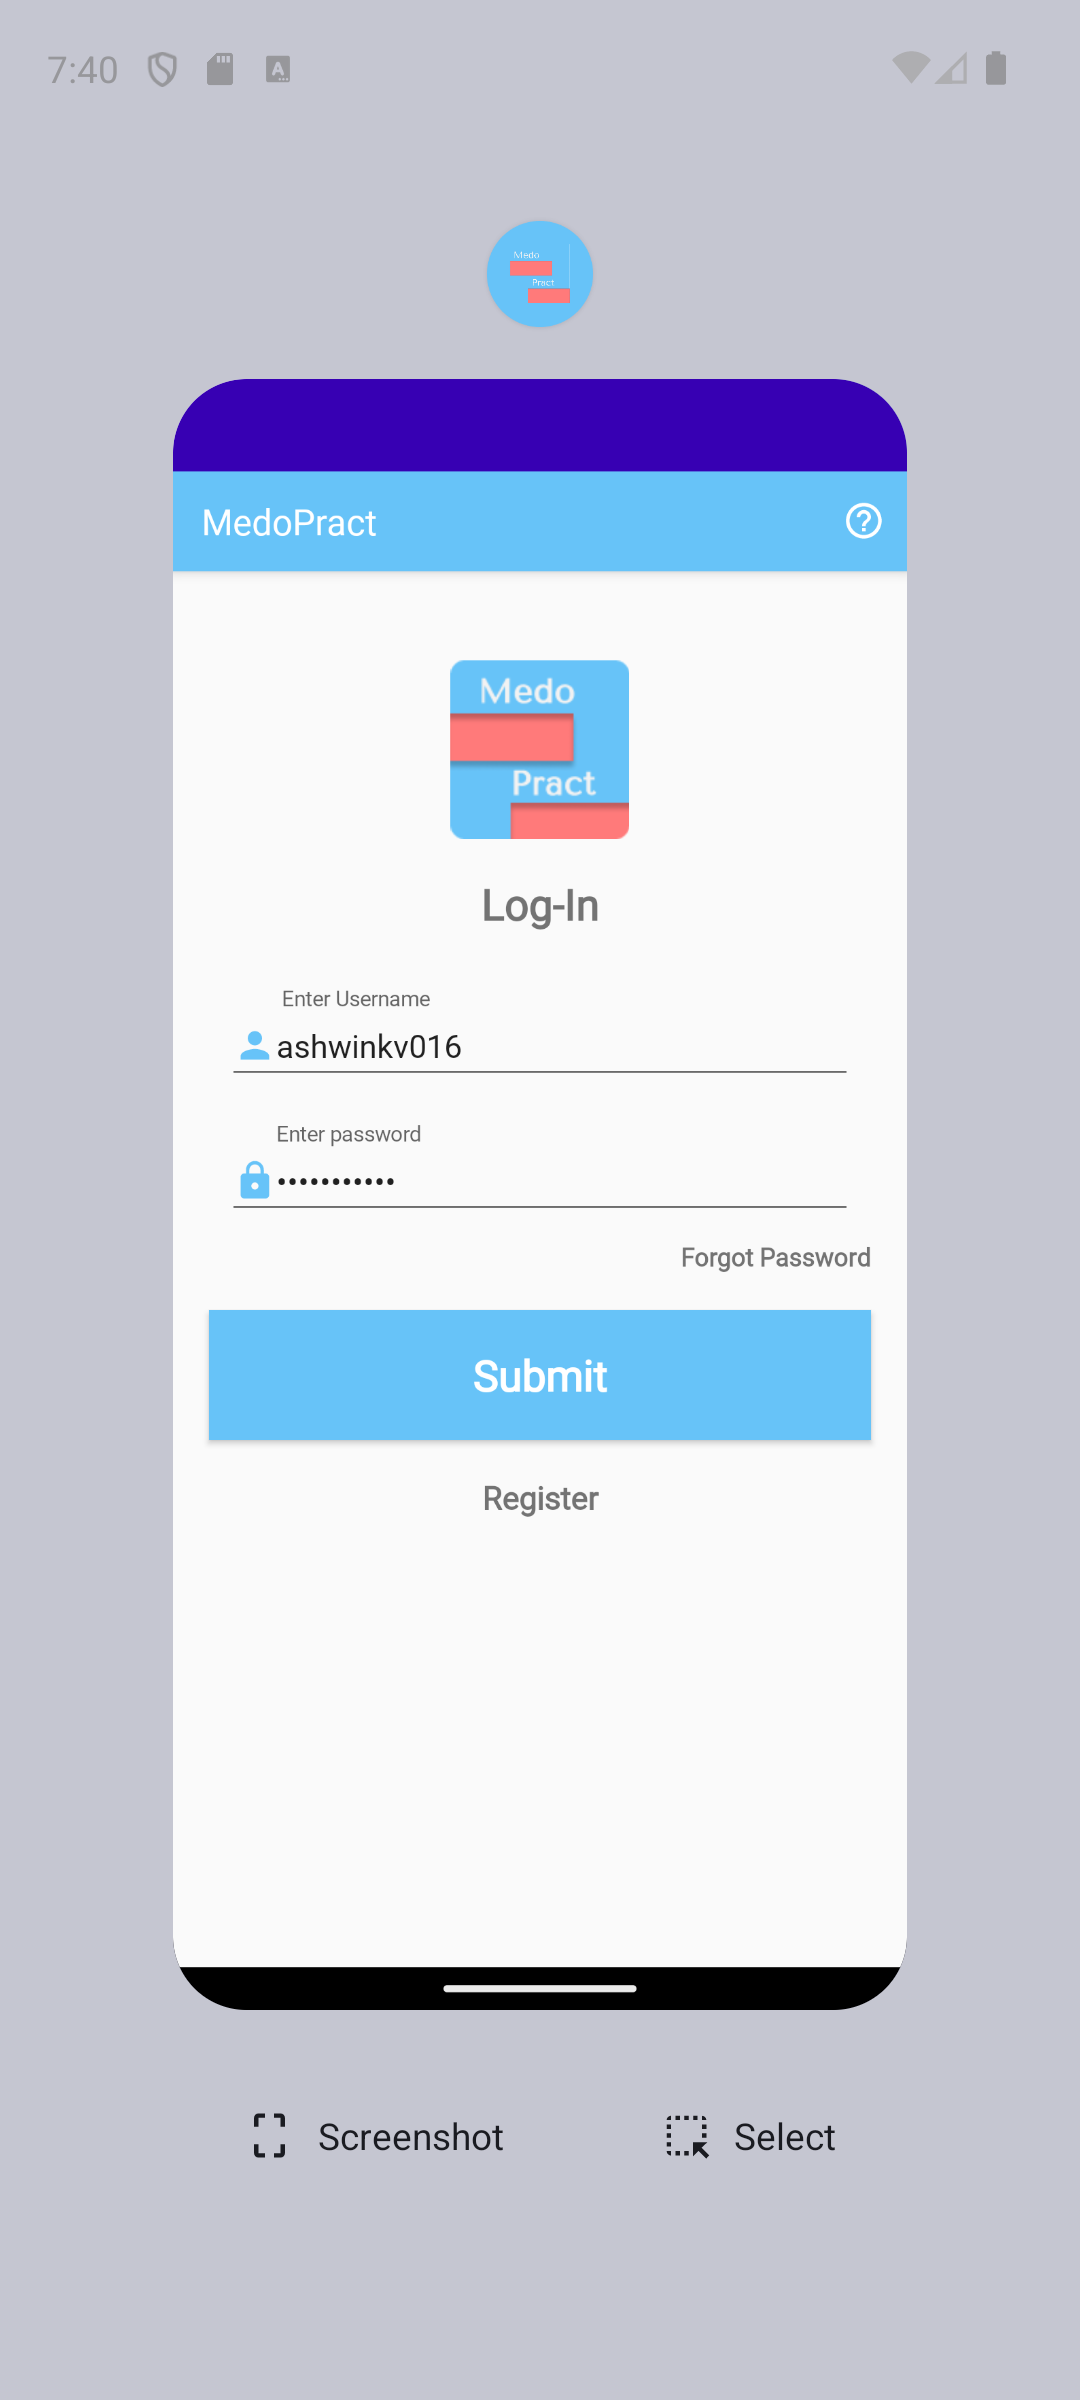 7:40
Medo
Pract
MedoPract
Medo
Pract
Log-In
Enter Username
ashwinkv016
Enter password
•••••••••••
Forgot Password
Submit
Register
Screenshot
Select